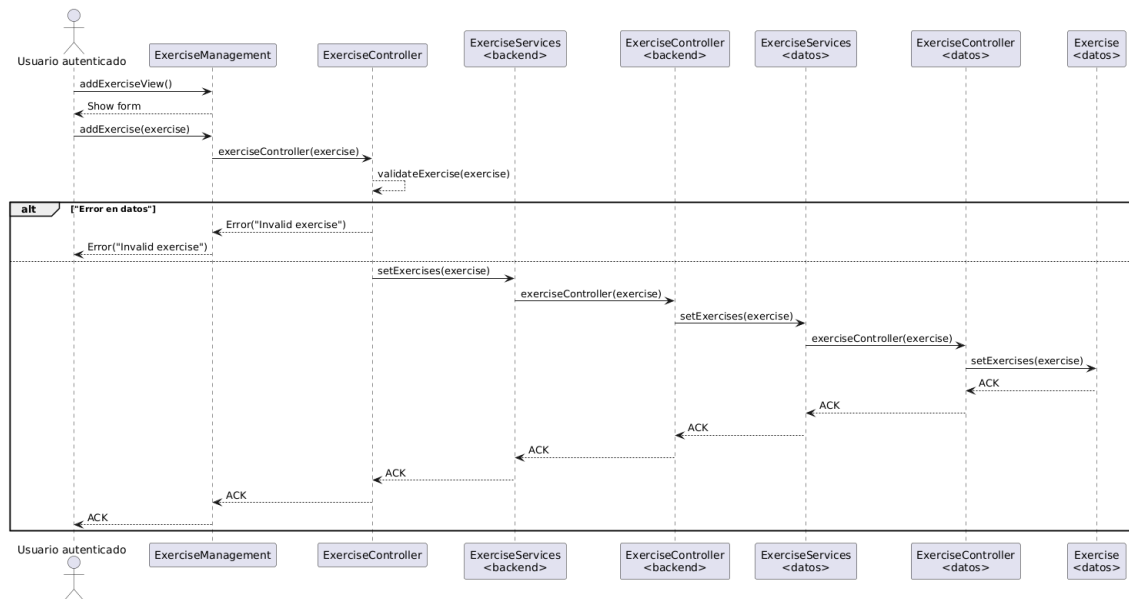 Usuario autenticado
ExerciseManagement
ExerciseController
ExerciseServices
<backend>
ExerciseController
<backend>
ExerciseServices
<datos>
ExerciseController
<datos>
Exercise
<datos>
addExerciseView()
Show form
addExercise(exercise)
exerciseController(exercise)
validateExercise(exercise)
alt ["Error en datos"]
Error("Invalid exercise")
Error("Invalid exercise")
setExercises(exercise)
exerciseController(exercise)
setExercises(exercise)
exerciseController(exercise)
setExercises(exercise)
ACK
ACK
ACK
ACK
ACK
ACK
ACK
Usuario autenticado
ExerciseManagement
ExerciseController
ExerciseServices
<backend>
ExerciseController
<backend>
ExerciseServices
<datos>
ExerciseController
<datos>
Exercise
<datos>